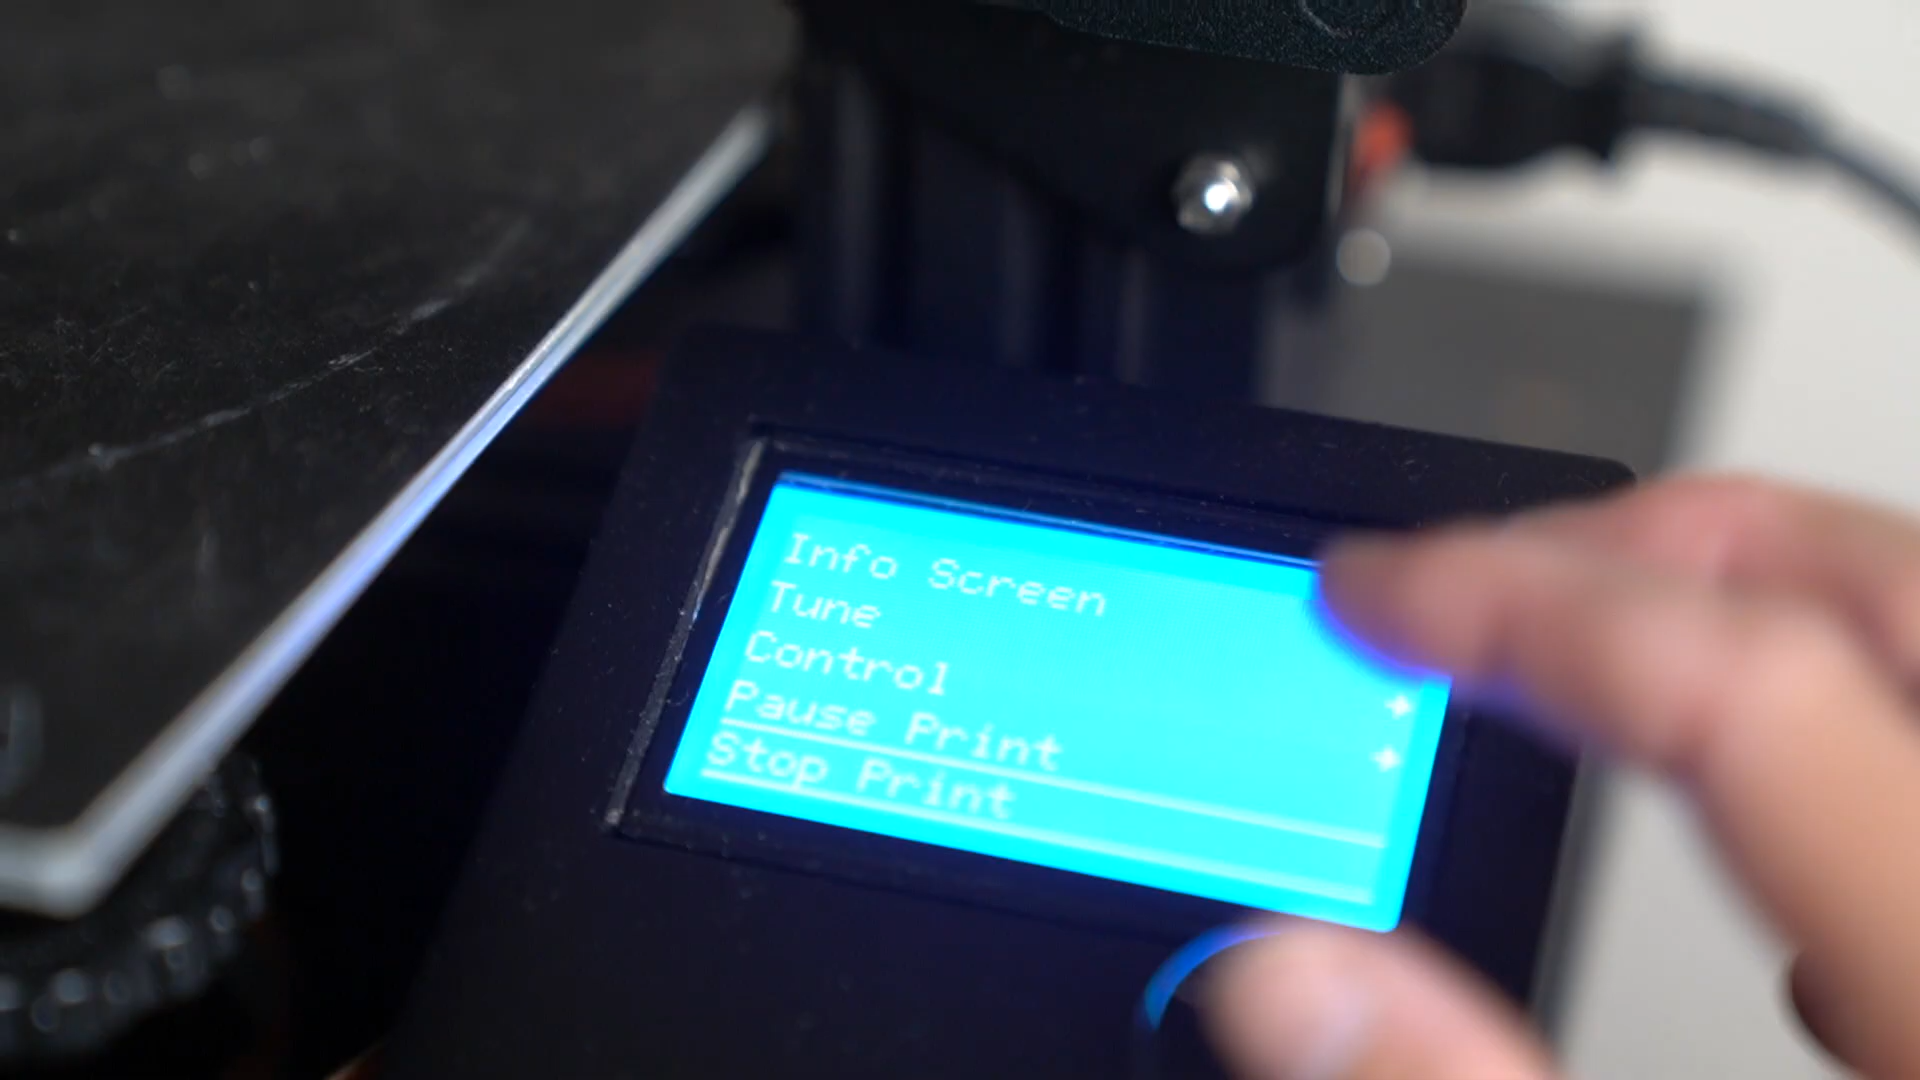 Info Screen
Tune
Control
Pause Print
Stop Print